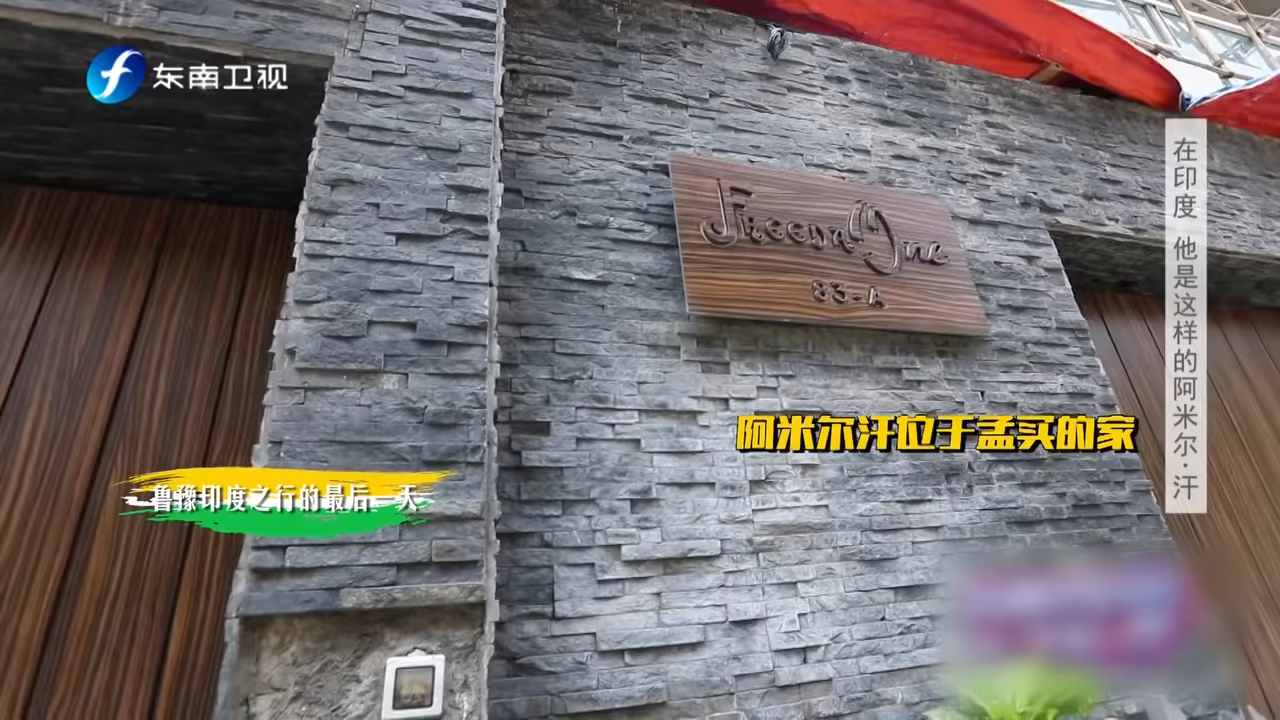 东南卫视
Freeda One
83-A
在印度 他是这样的阿米尔·汗
阿米尔汗位于孟买的家
鲁豫印度之行的最后一天